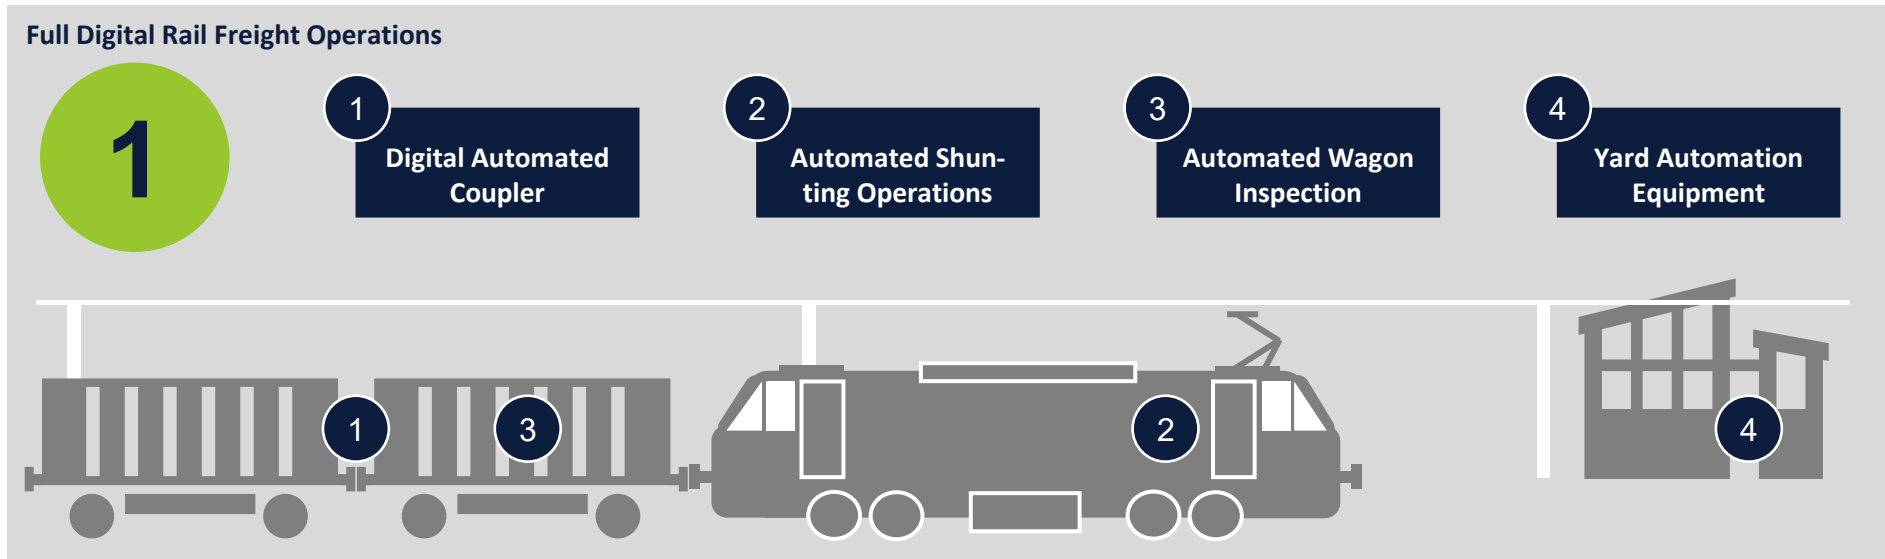 Full Digital Rail Freight Operations
1
1
Digital Automated
Coupler
2
Automated Shun-
ting Operations
3
Automated Wagon
Inspection
4
Yard Automation
Equipment
1
3
2
4